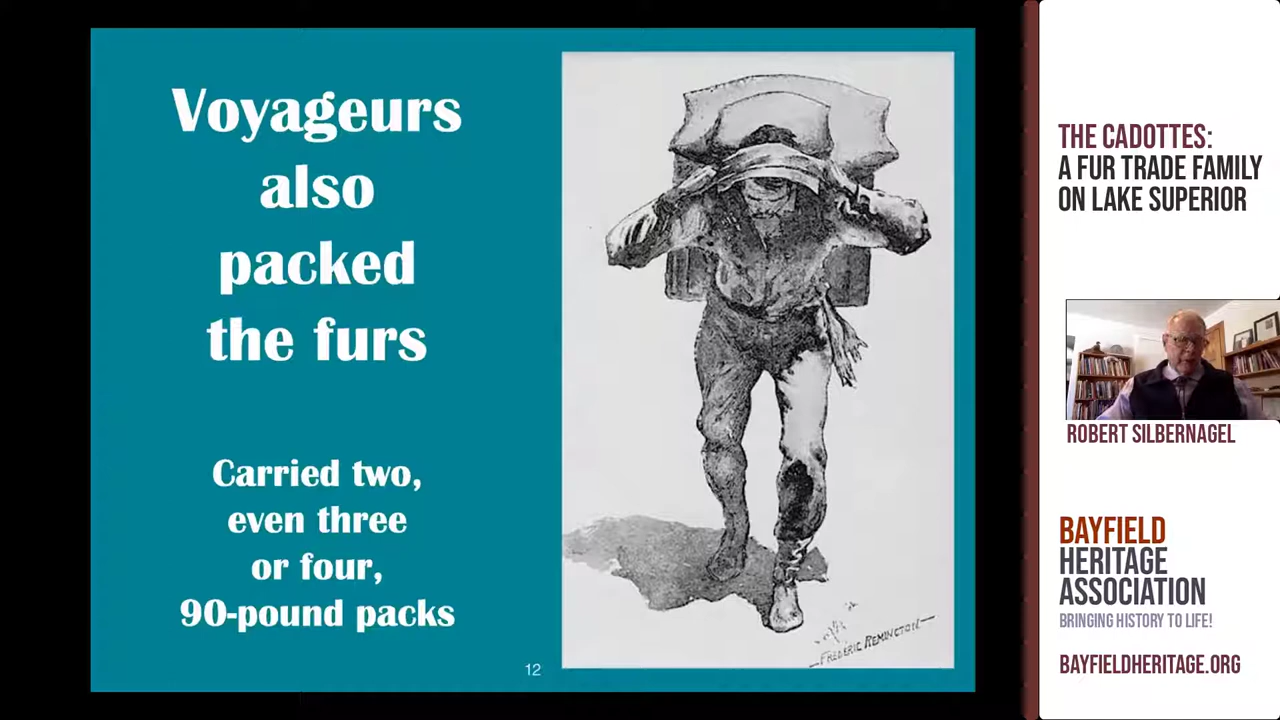 Voyageurs
also
packed
the furs
Carried two,
even three
or four,
90-pound packs
12
FREDERIC REMINGTON
THE CADOTTES:
A FUR TRADE FAMILY
ON LAKE SUPERIOR
ROBERT SILBERNAGEL
BAYFIELD
HERITAGE
ASSOCIATION
BRINGING HISTORY TO LIFE!
BAYFIELDHERITAGE.ORG